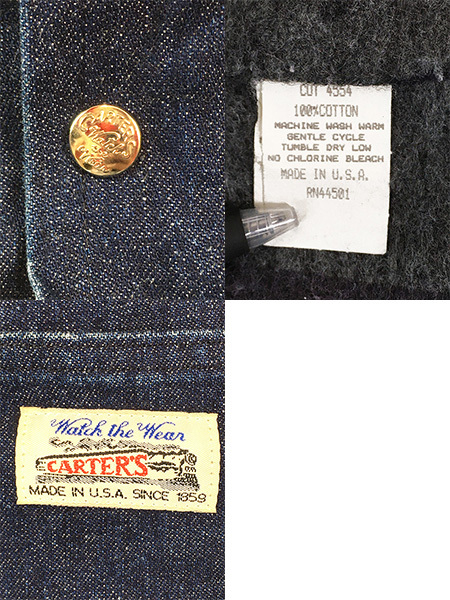 CUT 4554
100%COTTON
MACHINE WASH WARM
GENTLE CYCLE
TUMBLE DRY LOW
NO CHLORINE BLEACH
MADE IN U.S.A.
RN44501
Watch the Wear
CARTER'S
MADE IN U.S.A. SINCE 1859